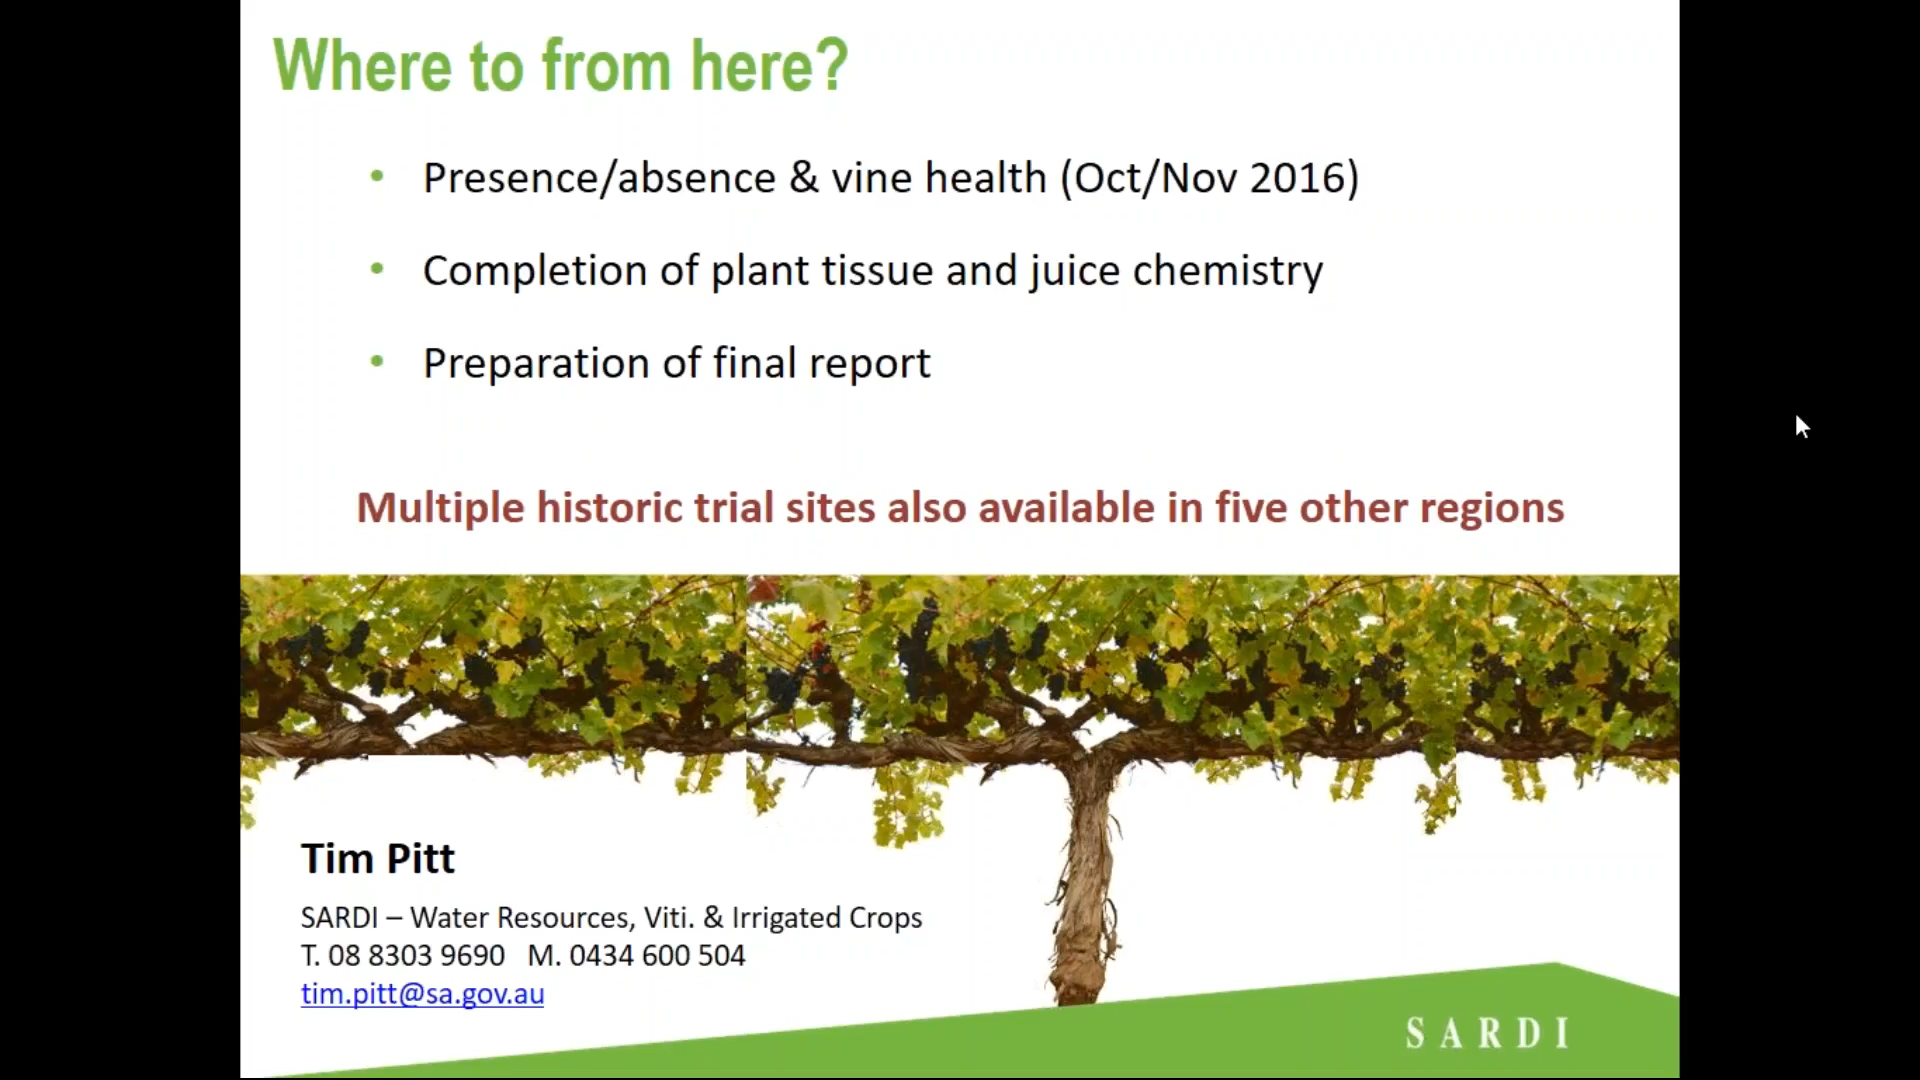 Where to from here?
• Presence/absence & vine health (Oct/Nov 2016)
• Completion of plant tissue and juice chemistry
• Preparation of final report
Multiple historic trial sites also available in five other regions
Tim Pitt
SARDI – Water Resources, Viti. & Irrigated Crops
T. 08 8303 9690 M. 0434 600 504
tim.pitt@sa.gov.au
SARDI